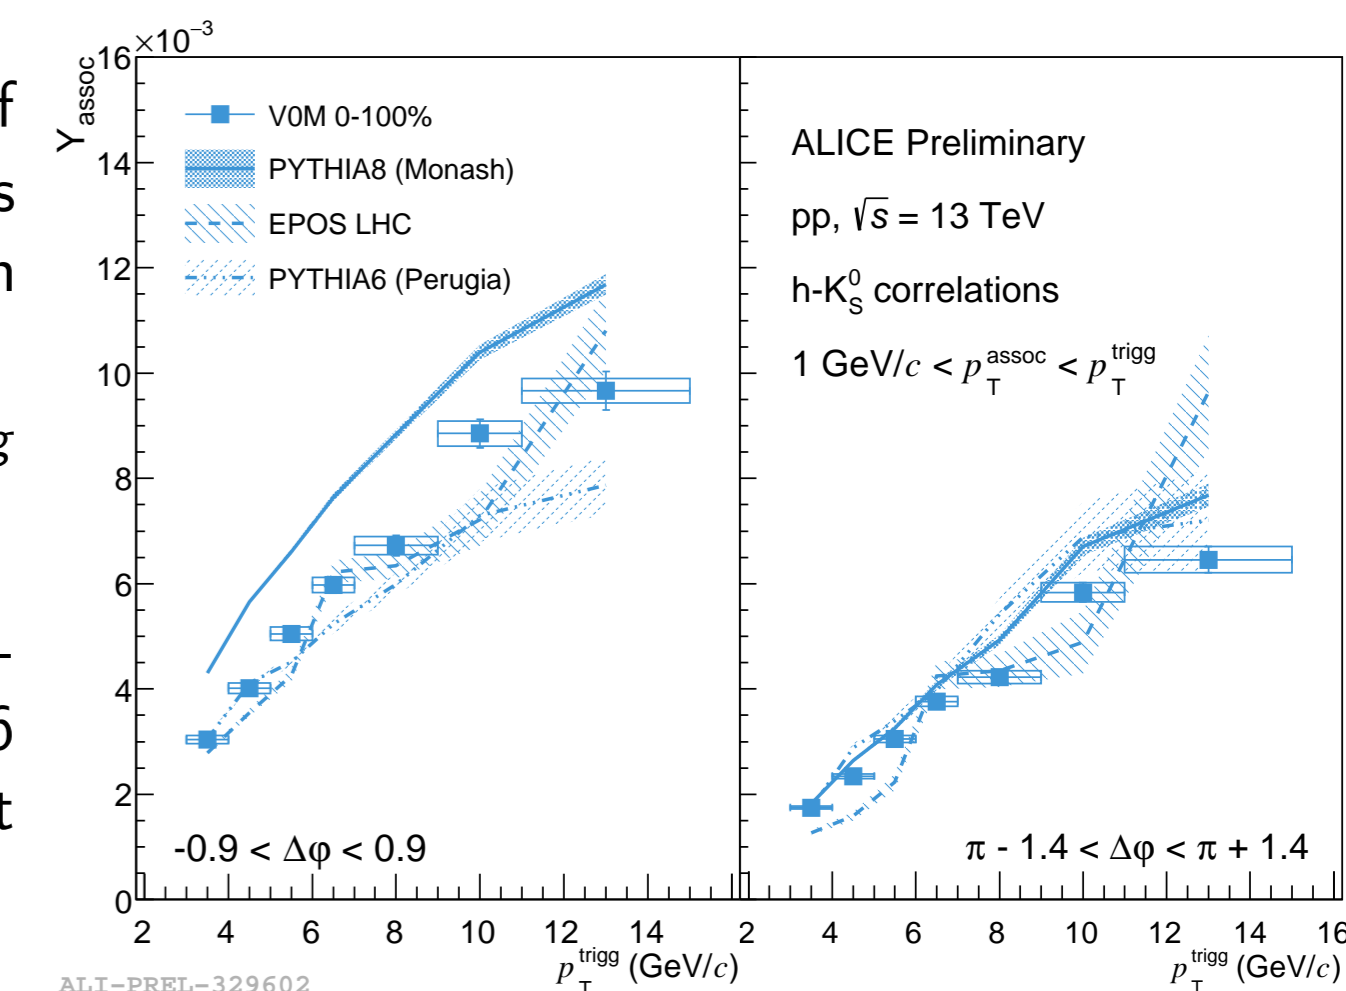 f
s
n
g
–
6
t
16 ×10⁻³
Y assoc
14
12
10
8
6
4
2
0
V0M 0-100%
PYTHIA8 (Monash)
EPOS LHC
PYTHIA6 (Perugia)
-0.9 < Δφ < 0.9
2 4 6 8 10 12 14
p_T^trigg (GeV/c)
ALICE Preliminary
pp, √s = 13 TeV
h-K⁰_S correlations
1 GeV/c < p_T^assoc < p_T^trigg
π - 1.4 < Δφ < π + 1.4
2 4 6 8 10 12 14 16
p_T^trigg (GeV/c)
ALI-PREL-329602